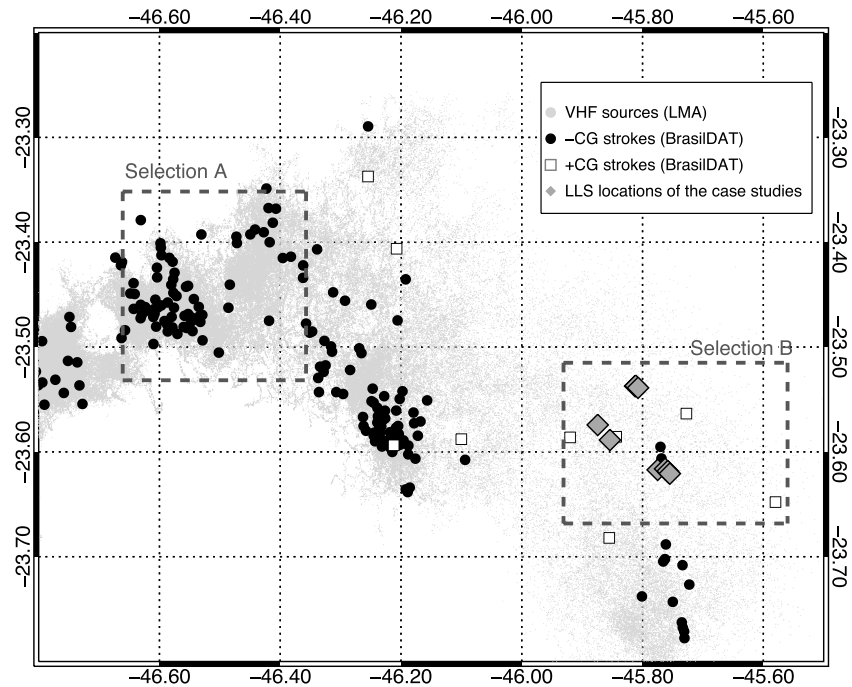 −46.60 −46.40 −46.20 −46.00 −45.80 −45.60
VHF sources (LMA)
−CG strokes (BrasilDAT)
+CG strokes (BrasilDAT)
LLS locations of the case studies
Selection A
Selection B
−23.30 −23.30
−23.40 −23.40
−23.50 −23.50
−23.60 −23.60
−23.70 −23.70
−46.60 −46.40 −46.20 −46.00 −45.80 −45.60